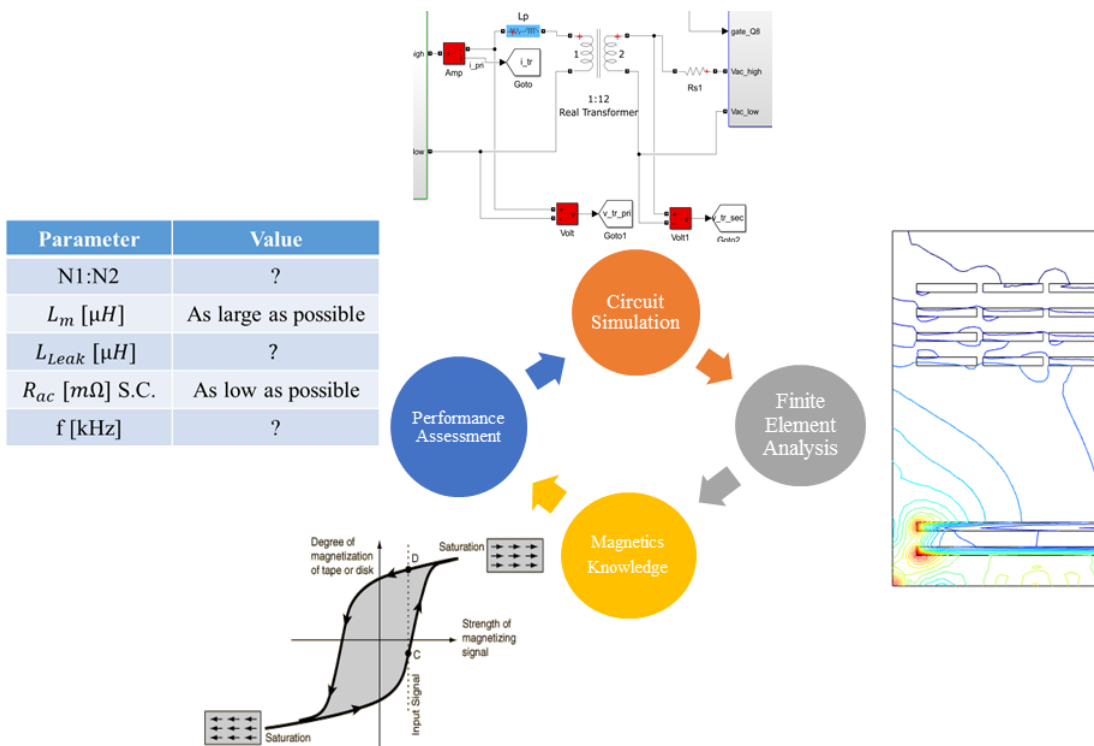 Lp
gate_Q8
high
1
2
i_pri
i_tr
Amp
Goto
Rs1
Vac_high
1:12
Real Transformer
Vac_low
low
v_tr_pri
v_tr_sec
Volt
Goto1
Volt1
Goto2
Parameter Value
N1:N2 ?
L_m [μH] As large as possible
L_Leak [μH] ?
R_ac [mΩ] S.C. As low as possible
f [kHz] ?
Circuit
Simulation
Performance
Assessment
Finite
Element
Analysis
Magnetics
Knowledge
Degree of
magnetization
of tape or disk
Saturation
D
Strength of
magnetizing
signal
C
Input Signal
Saturation